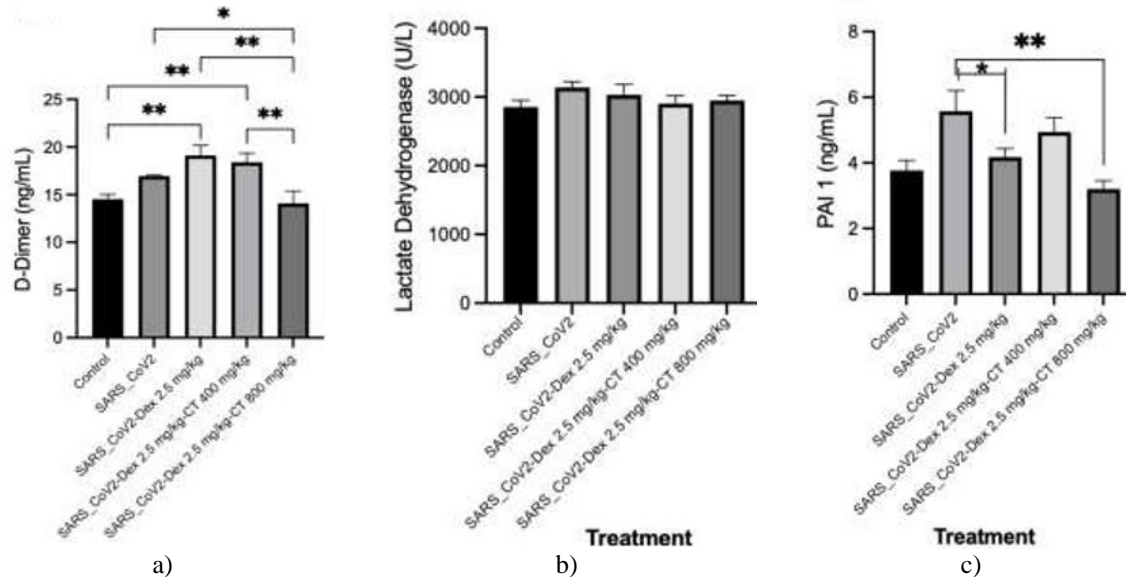 *
**
**
**
**
25
20
15
10
5
0
D-Dimer (ng/mL)
Control
SARS_CoV2
SARS_CoV2-Dex 2.5 mg/kg
SARS_CoV2-Dex 2.5 mg/kg-CT 400 mg/kg
SARS_CoV2-Dex 2.5 mg/kg-CT 800 mg/kg
a)
4000
3000
2000
1000
0
Lactate Dehydrogenase (U/L)
Control
SARS_CoV2
SARS_CoV2-Dex 2.5 mg/kg
SARS_CoV2-Dex 2.5 mg/kg-CT 400 mg/kg
SARS_CoV2-Dex 2.5 mg/kg-CT 800 mg/kg
Treatment
b)
8
6
4
2
0
PAI 1 (ng/mL)
**
*
Control
SARS_CoV2
SARS_CoV2-Dex 2.5 mg/kg
SARS_CoV2-Dex 2.5 mg/kg-CT 400 mg/kg
SARS_CoV2-Dex 2.5 mg/kg-CT 800 mg/kg
Treatment
c)